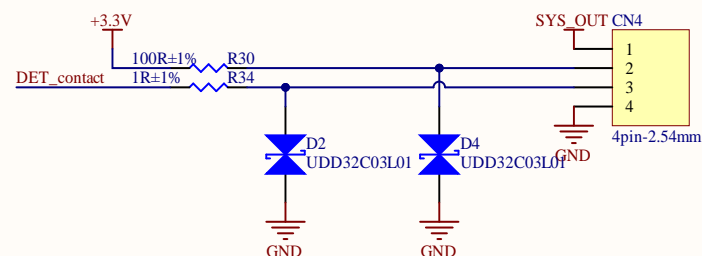 +3.3V
SYS_OUT CN4
100R±1% R30
DET_contact 1R±1% R34
1
2
3
4
4pin-2.54mm
GND
D2
UDD32C03L01
D4
UDD32C03L01
GND
GND